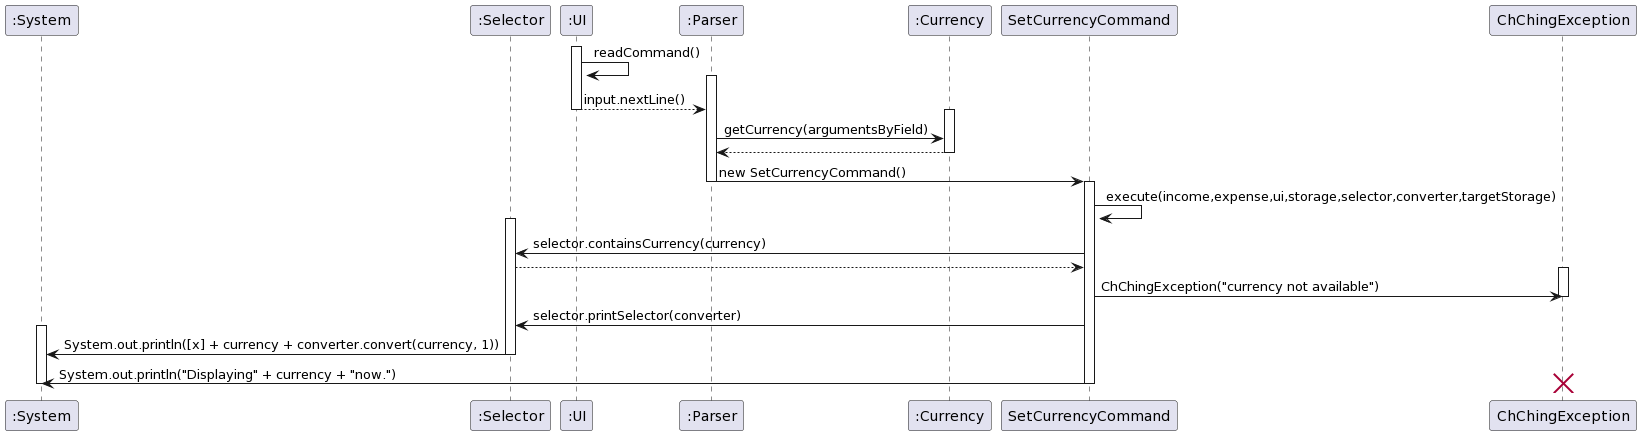 :System
:Selector
:UI
:Parser
:Currency
SetCurrencyCommand
ChChingException
readCommand()
input.nextLine()
getCurrency(argumentsByField)
new SetCurrencyCommand()
execute(income,expense,ui,storage,selector,converter,targetStorage)
selector.containsCurrency(currency)
ChChingException("currency not available")
selector.printSelector(converter)
System.out.println([x] + currency + converter.convert(currency, 1))
System.out.println("Displaying" + currency + "now.")
:System
:Selector
:UI
:Parser
:Currency
SetCurrencyCommand
ChChingException